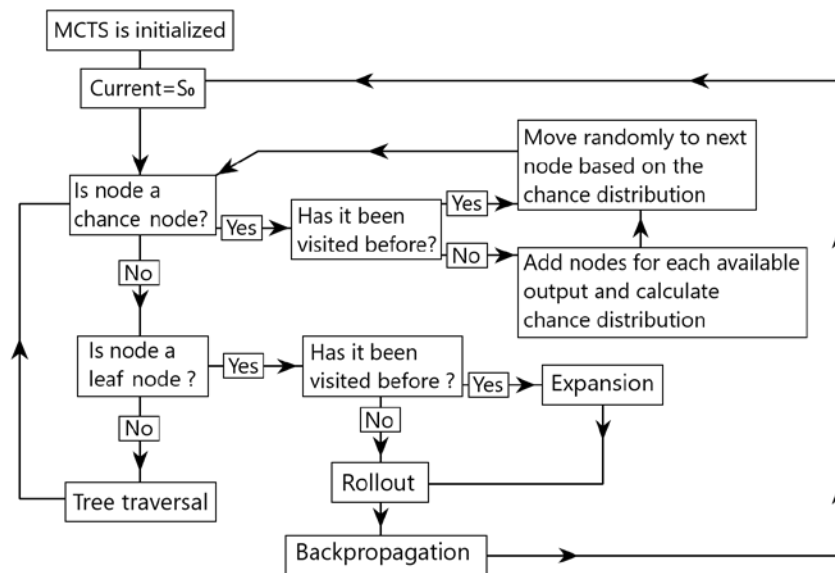 MCTS is initialized
Current=S₀
Move randomly to next
node based on the
chance distribution
Is node a
chance node?
Yes
Has it been
visited before?
Yes
No
Add nodes for each available
output and calculate
chance distribution
No
Is node a
leaf node ?
Yes
Has it been
visited before ?
Yes
Expansion
No
No
Tree traversal
Rollout
Backpropagation